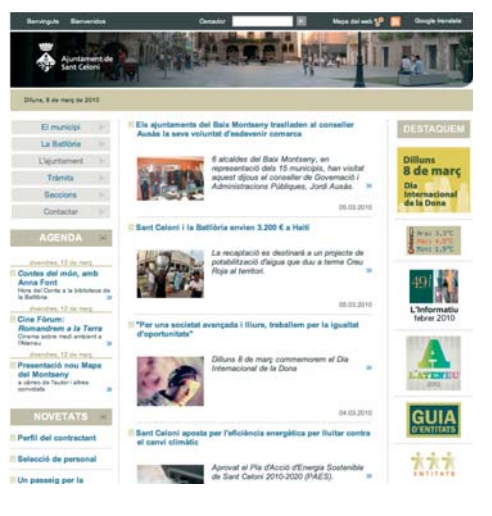 Benvinguts Bienvenidos Cercador Mapa del web Google translate
Ajuntament de
Sant Celoni
Dilluns, 8 de març de 2010
El municipi
La Batllòria
L'ajuntament
Tràmits
Seccions
Contactar
AGENDA
divendres, 12 de març
Contes del món, amb
Anna Font
Hora del Conte a la biblioteca de
la Batllòria
divendres, 12 de març
Cine Fòrum:
Romandrem a la Terra
Cinema sobre medi ambient a
l'Ateneu
divendres, 12 de març
Presentació nou Mapa
del Montseny
a càrrec de l'autor i altres
convidats
NOVETATS
Perfil del contractant
Selecció de personal
Un passeig per la
Els ajuntaments del Baix Montseny traslladen al conseller
Ausàs la seva voluntat d'esdevenir comarca
6 alcaldes del Baix Montseny, en
representació dels 15 municipis, han visitat
aquest dijous el conseller de Governació i
Administracions Públiques, Jordi Ausàs.
05.03.2010
Sant Celoni i la Batllòria envien 3.200 € a Haití
La recaptació es destinarà a un projecte de
potabilització d'aigua que duu a terme Creu
Roja al territori.
05.03.2010
"Per una societat avançada i lliure, treballem per la igualtat
d'oportunitats"
Dilluns 8 de març commemorem el Dia
Internacional de la Dona
04.03.2010
Sant Celoni aposta per l'eficiència energètica per lluitar contra
el canvi climàtic
Aprovat el Pla d'Acció d'Energia Sostenible
de Sant Celoni 2010-2020 (PAES).
DESTAQUEM
Dilluns
8 de març
Dia
Internacional
de la Dona
49
L'Informatiu
febrer 2010
A
L'ATENEU
GUIA
D'ENTITATS
ENTITATS